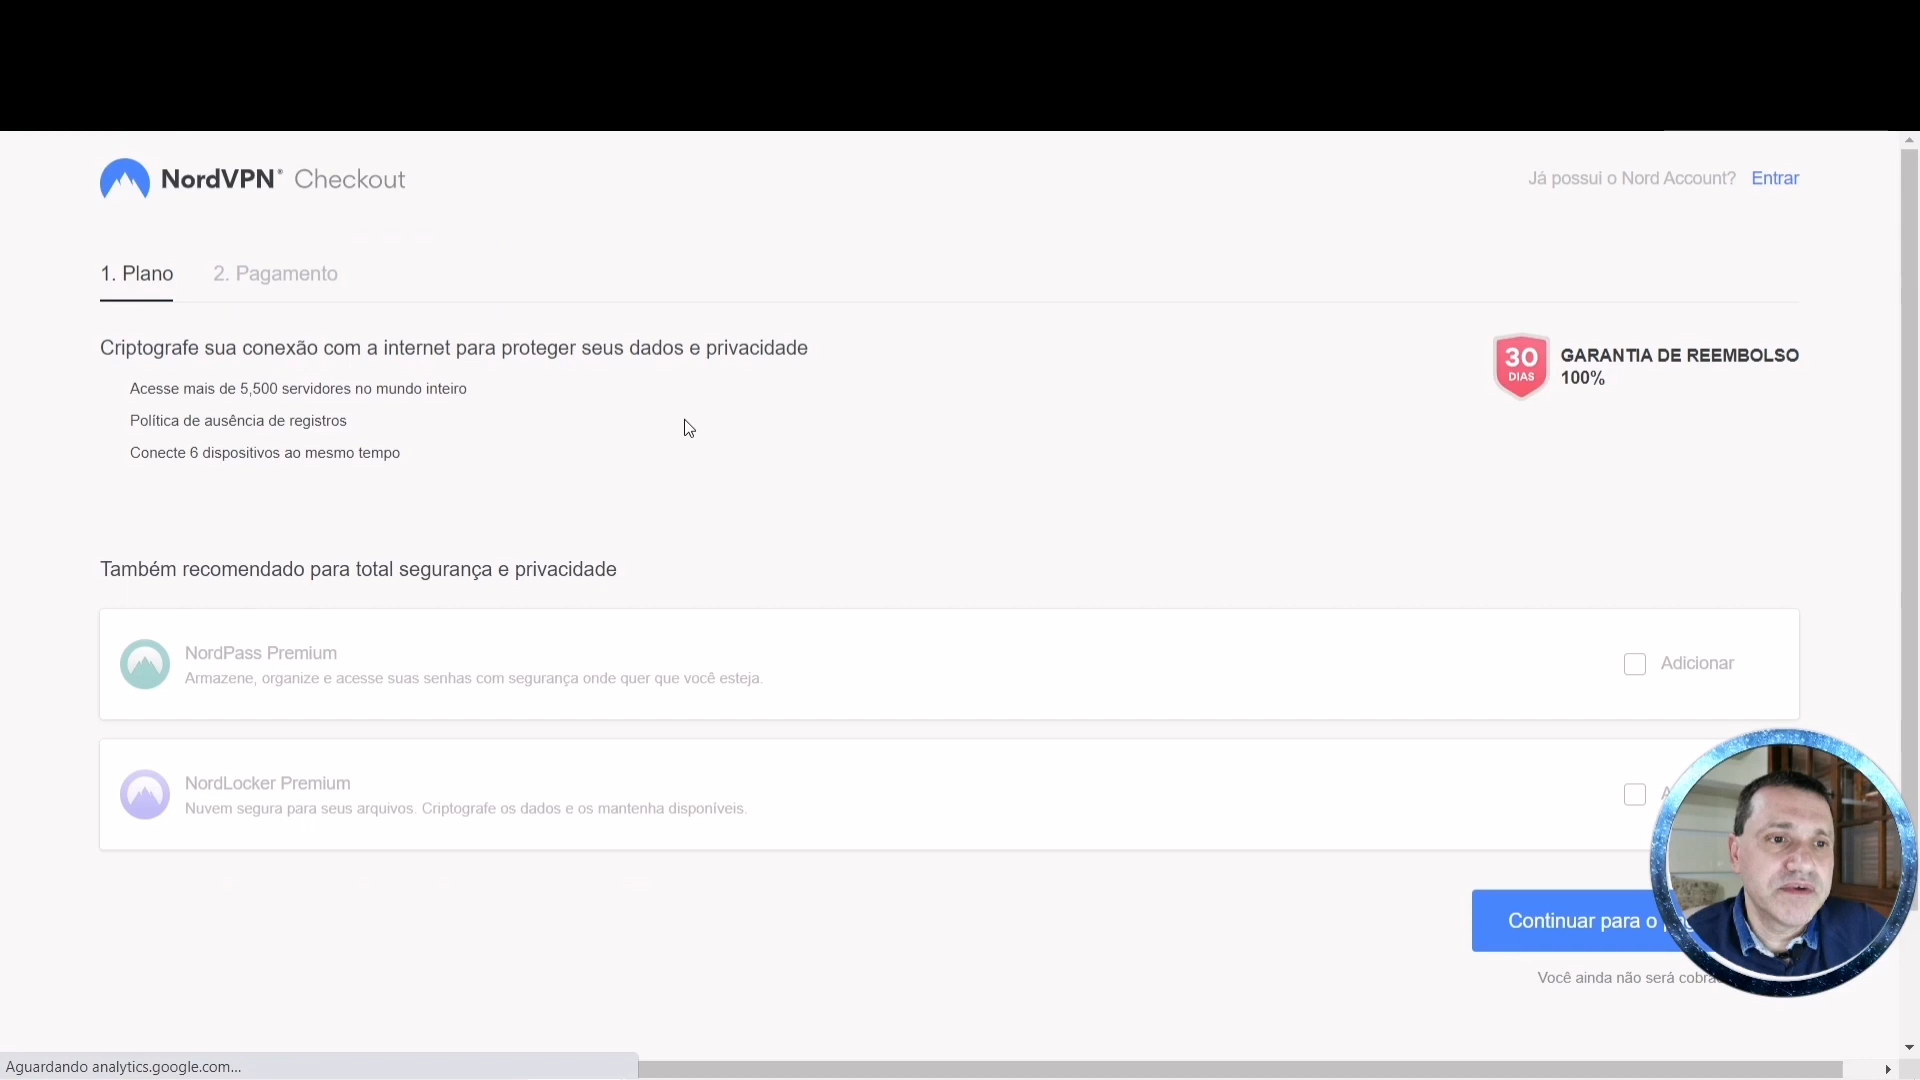 NordVPN® Checkout
Já possui o Nord Account? Entrar
1. Plano 2. Pagamento
Criptografe sua conexão com a internet para proteger seus dados e privacidade
Acesse mais de 5,500 servidores no mundo inteiro
Política de ausência de registros
Conecte 6 dispositivos ao mesmo tempo
30
DIAS
GARANTIA DE REEMBOLSO
100%
Também recomendado para total segurança e privacidade
NordPass Premium
Armazene, organize e acesse suas senhas com segurança onde quer que você esteja.
Adicionar
NordLocker Premium
Nuvem segura para seus arquivos. Criptografe os dados e os mantenha disponíveis.
Continuar para o
Você ainda não será
Aguardando analytics.google.com...